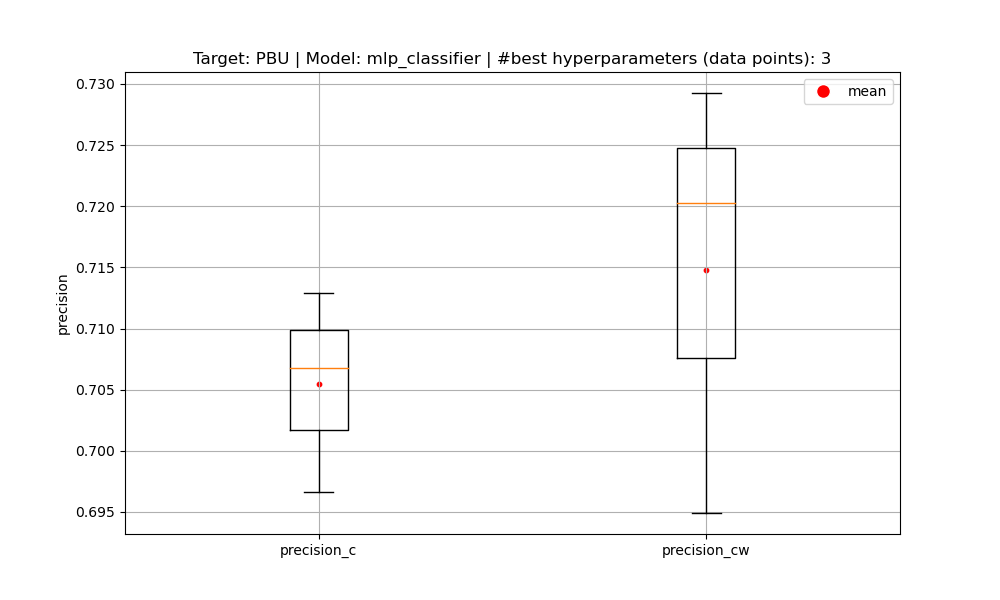 Target: PBU | Model: mlp_classifier | #best hyperparameters (data points): 3
mean
0.730
0.725
0.720
0.715
0.710
0.705
0.700
0.695
precision
precision_c
precision_cw